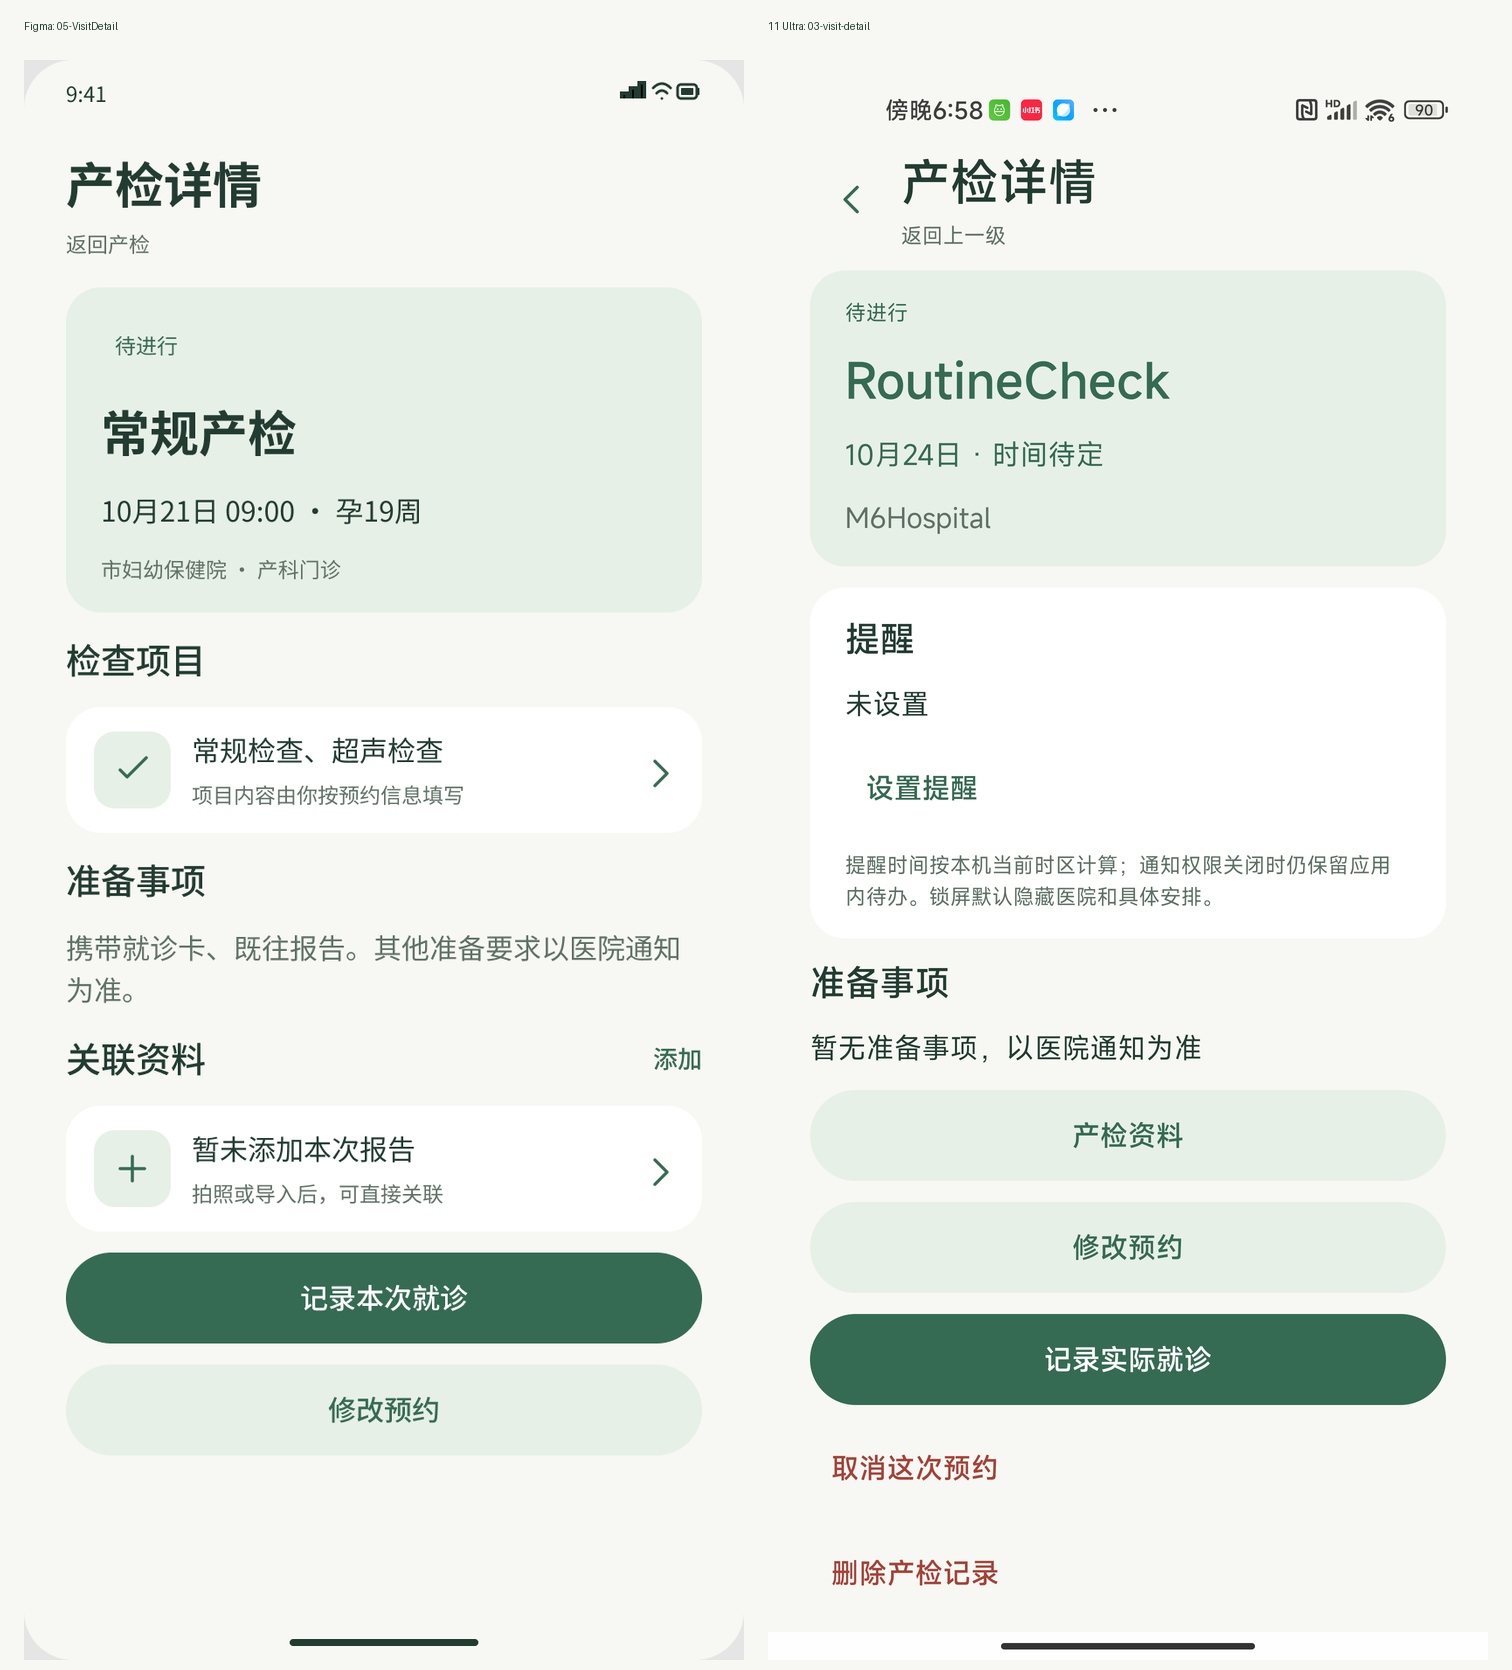 Figma: 05-VisitDetail
9:41
产检详情
返回产检
待进行
常规产检
10月21日 09:00 · 孕19周
市妇幼保健院 · 产科门诊
检查项目
常规检查、超声检查
项目内容由你按预约信息填写
准备事项
携带就诊卡、既往报告。其他准备要求以医院通知
为准。
关联资料 添加
暂未添加本次报告
拍照或导入后，可直接关联
记录本次就诊
修改预约
11 Ultra: 03-visit-detail
傍晚6:58 小红书 ··· HD 6 90
产检详情
返回上一级
待进行
RoutineCheck
10月24日 · 时间待定
M6Hospital
提醒
未设置
设置提醒
提醒时间按本机当前时区计算；通知权限关闭时仍保留应用
内待办。锁屏默认隐藏医院和具体安排。
准备事项
暂无准备事项，以医院通知为准
产检资料
修改预约
记录实际就诊
取消这次预约
删除产检记录